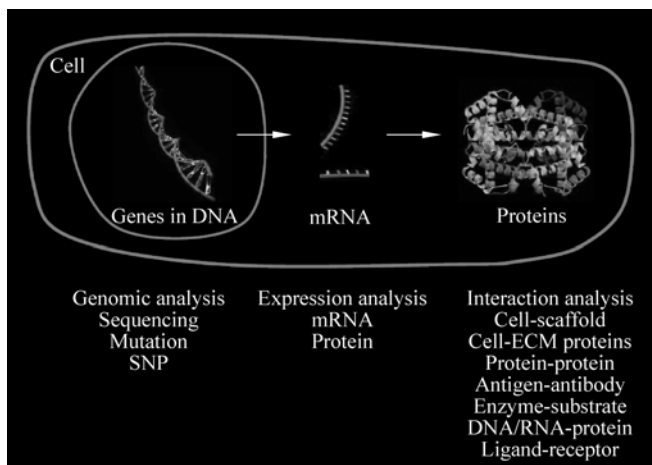 Cell
Genes in DNA
mRNA
Proteins
Genomic analysis
Sequencing
Mutation
SNP
Expression analysis
mRNA
Protein
Interaction analysis
Cell-scaffold
Cell-ECM proteins
Protein-protein
Antigen-antibody
Enzyme-substrate
DNA/RNA-protein
Ligand-receptor